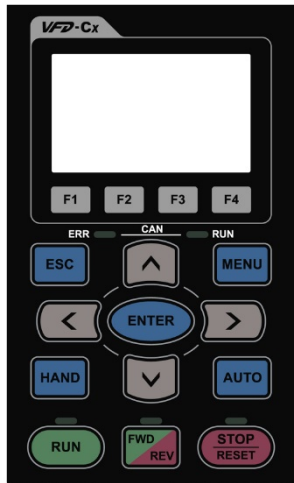 VFD-Cx
F1 F2 F3 F4
ERR CAN RUN
ESC MENU
ENTER
HAND AUTO
RUN FWD REV STOP RESET